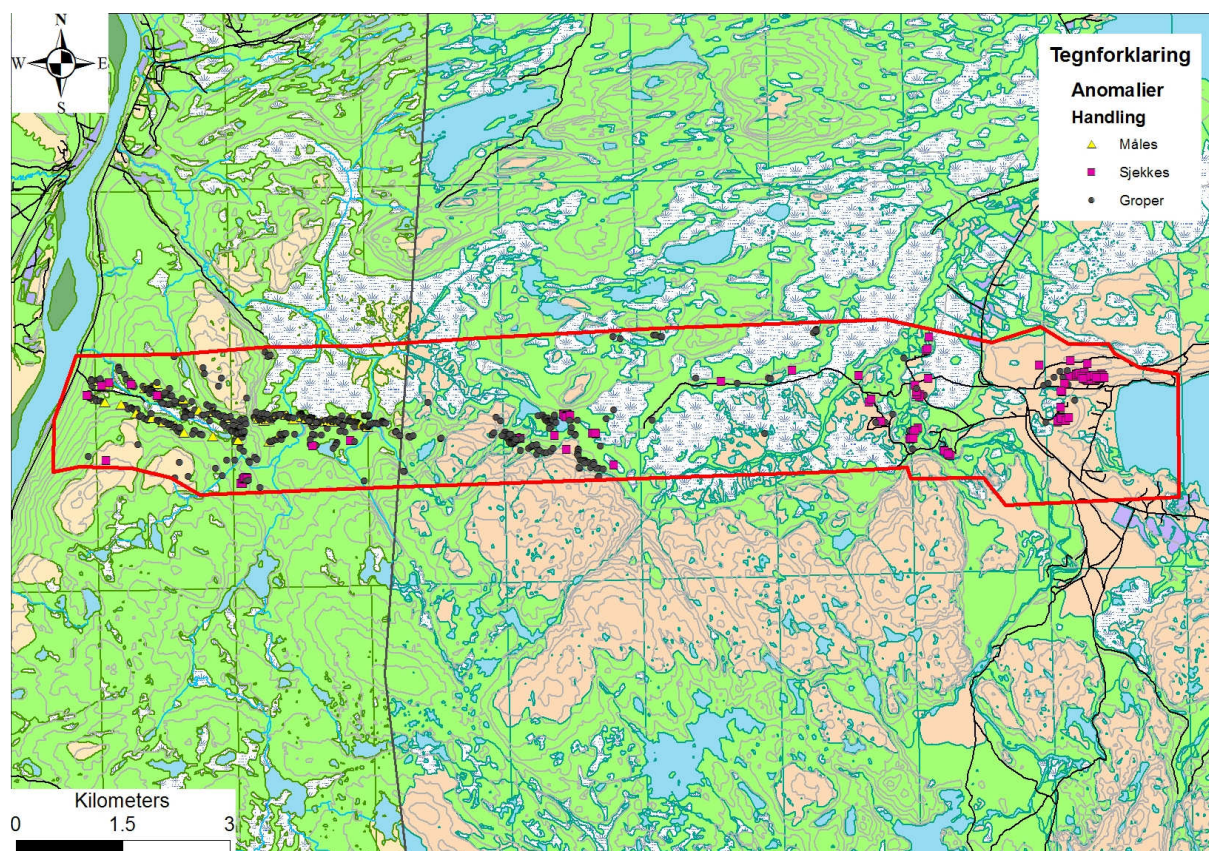 N
W E
S
Tegnforklaring
Anomalier
Handling
Måles
Sjekkes
Groper
Kilometers
0 1.5 3